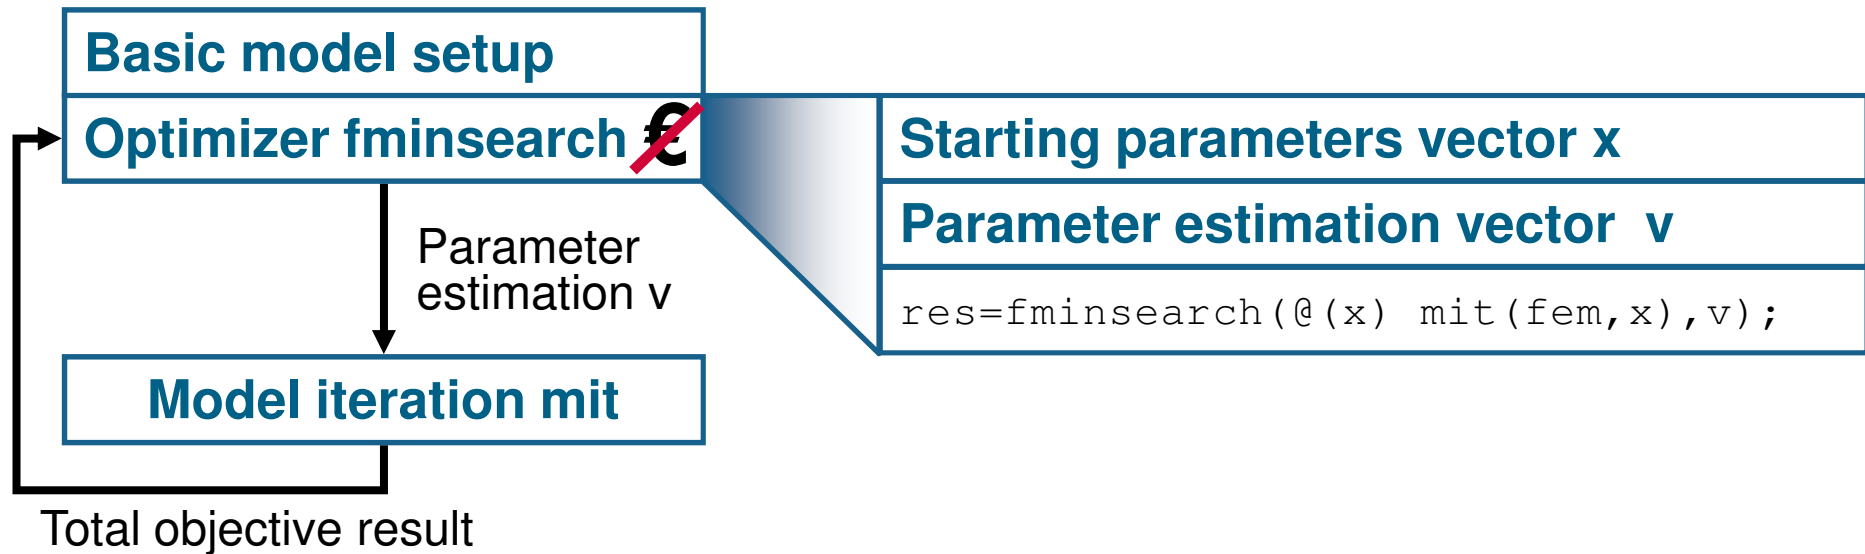 Basic model setup
Optimizer fminsearch €
Starting parameters vector x
Parameter estimation vector v
res=fminsearch(@(x) mit(fem,x),v);
Parameter
estimation v
Model iteration mit
Total objective result